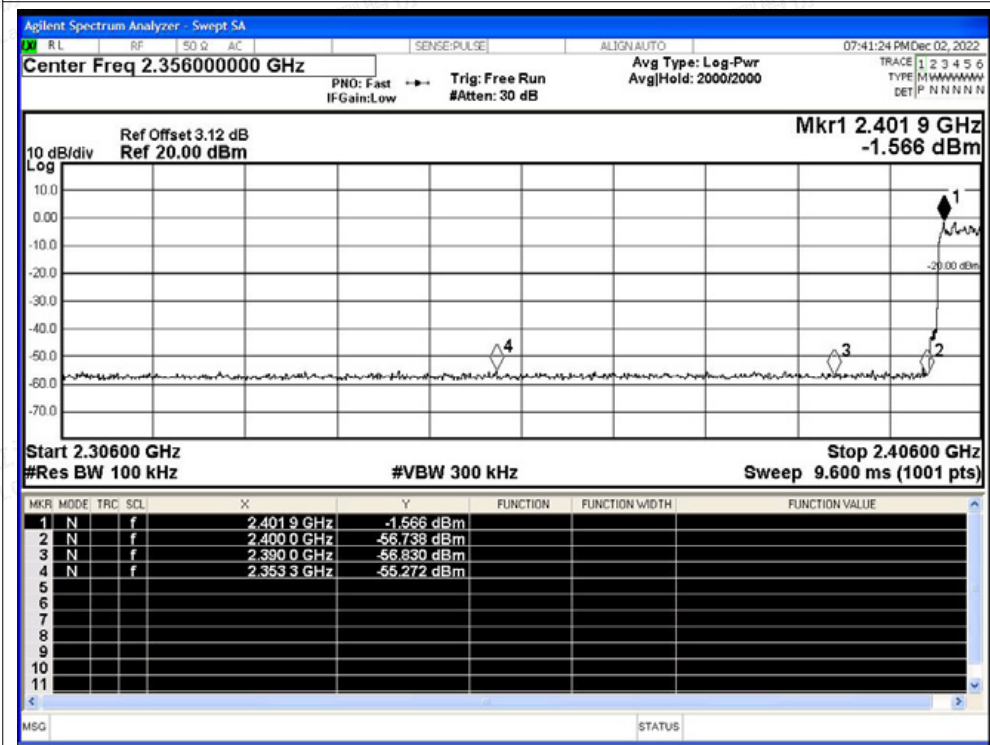 Agilent Spectrum Analyzer - Swept SA
LXI RL RF 50 Ω AC SENSE:PULSE ALIGN AUTO 07:41:24 PM Dec 02, 2022
Center Freq 2.356000000 GHz
PNO: Fast
IFGain:Low
Trig: Free Run
#Atten: 30 dB
Avg Type: Log-Pwr
Avg|Hold: 2000/2000
TRACE 1 2 3 4 5 6
TYPE M W W W W W
DET P N N N N N
Mkr1 2.401 9 GHz
-1.566 dBm
Ref Offset 3.12 dB
10 dB/div Ref 20.00 dBm
Log
10.0
1
0.00
-10.0
-20.00 dBm
-20.0
-30.0
-40.0
4 3 2
-50.0
-60.0
-70.0
Start 2.30600 GHz Stop 2.40600 GHz
#Res BW 100 kHz #VBW 300 kHz Sweep 9.600 ms (1001 pts)
MKR MODE TRC SCL X Y FUNCTION FUNCTION WIDTH FUNCTION VALUE
1 N f 2.401 9 GHz -1.566 dBm
2 N f 2.400 0 GHz -56.738 dBm
3 N f 2.390 0 GHz -56.830 dBm
4 N f 2.353 3 GHz -55.272 dBm
5
6
7
8
9
10
11
MSG STATUS